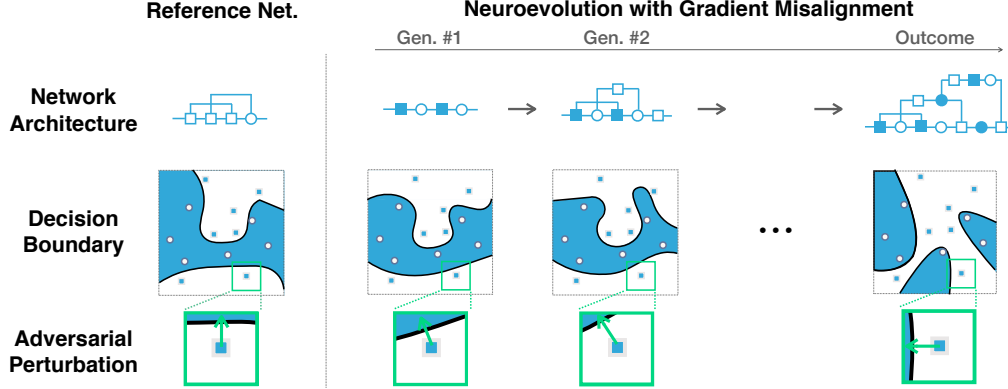 Reference Net.
Neuroevolution with Gradient Misalignment
Gen. #1
Gen. #2
Outcome
Network
Architecture
Decision
Boundary
...
Adversarial
Perturbation